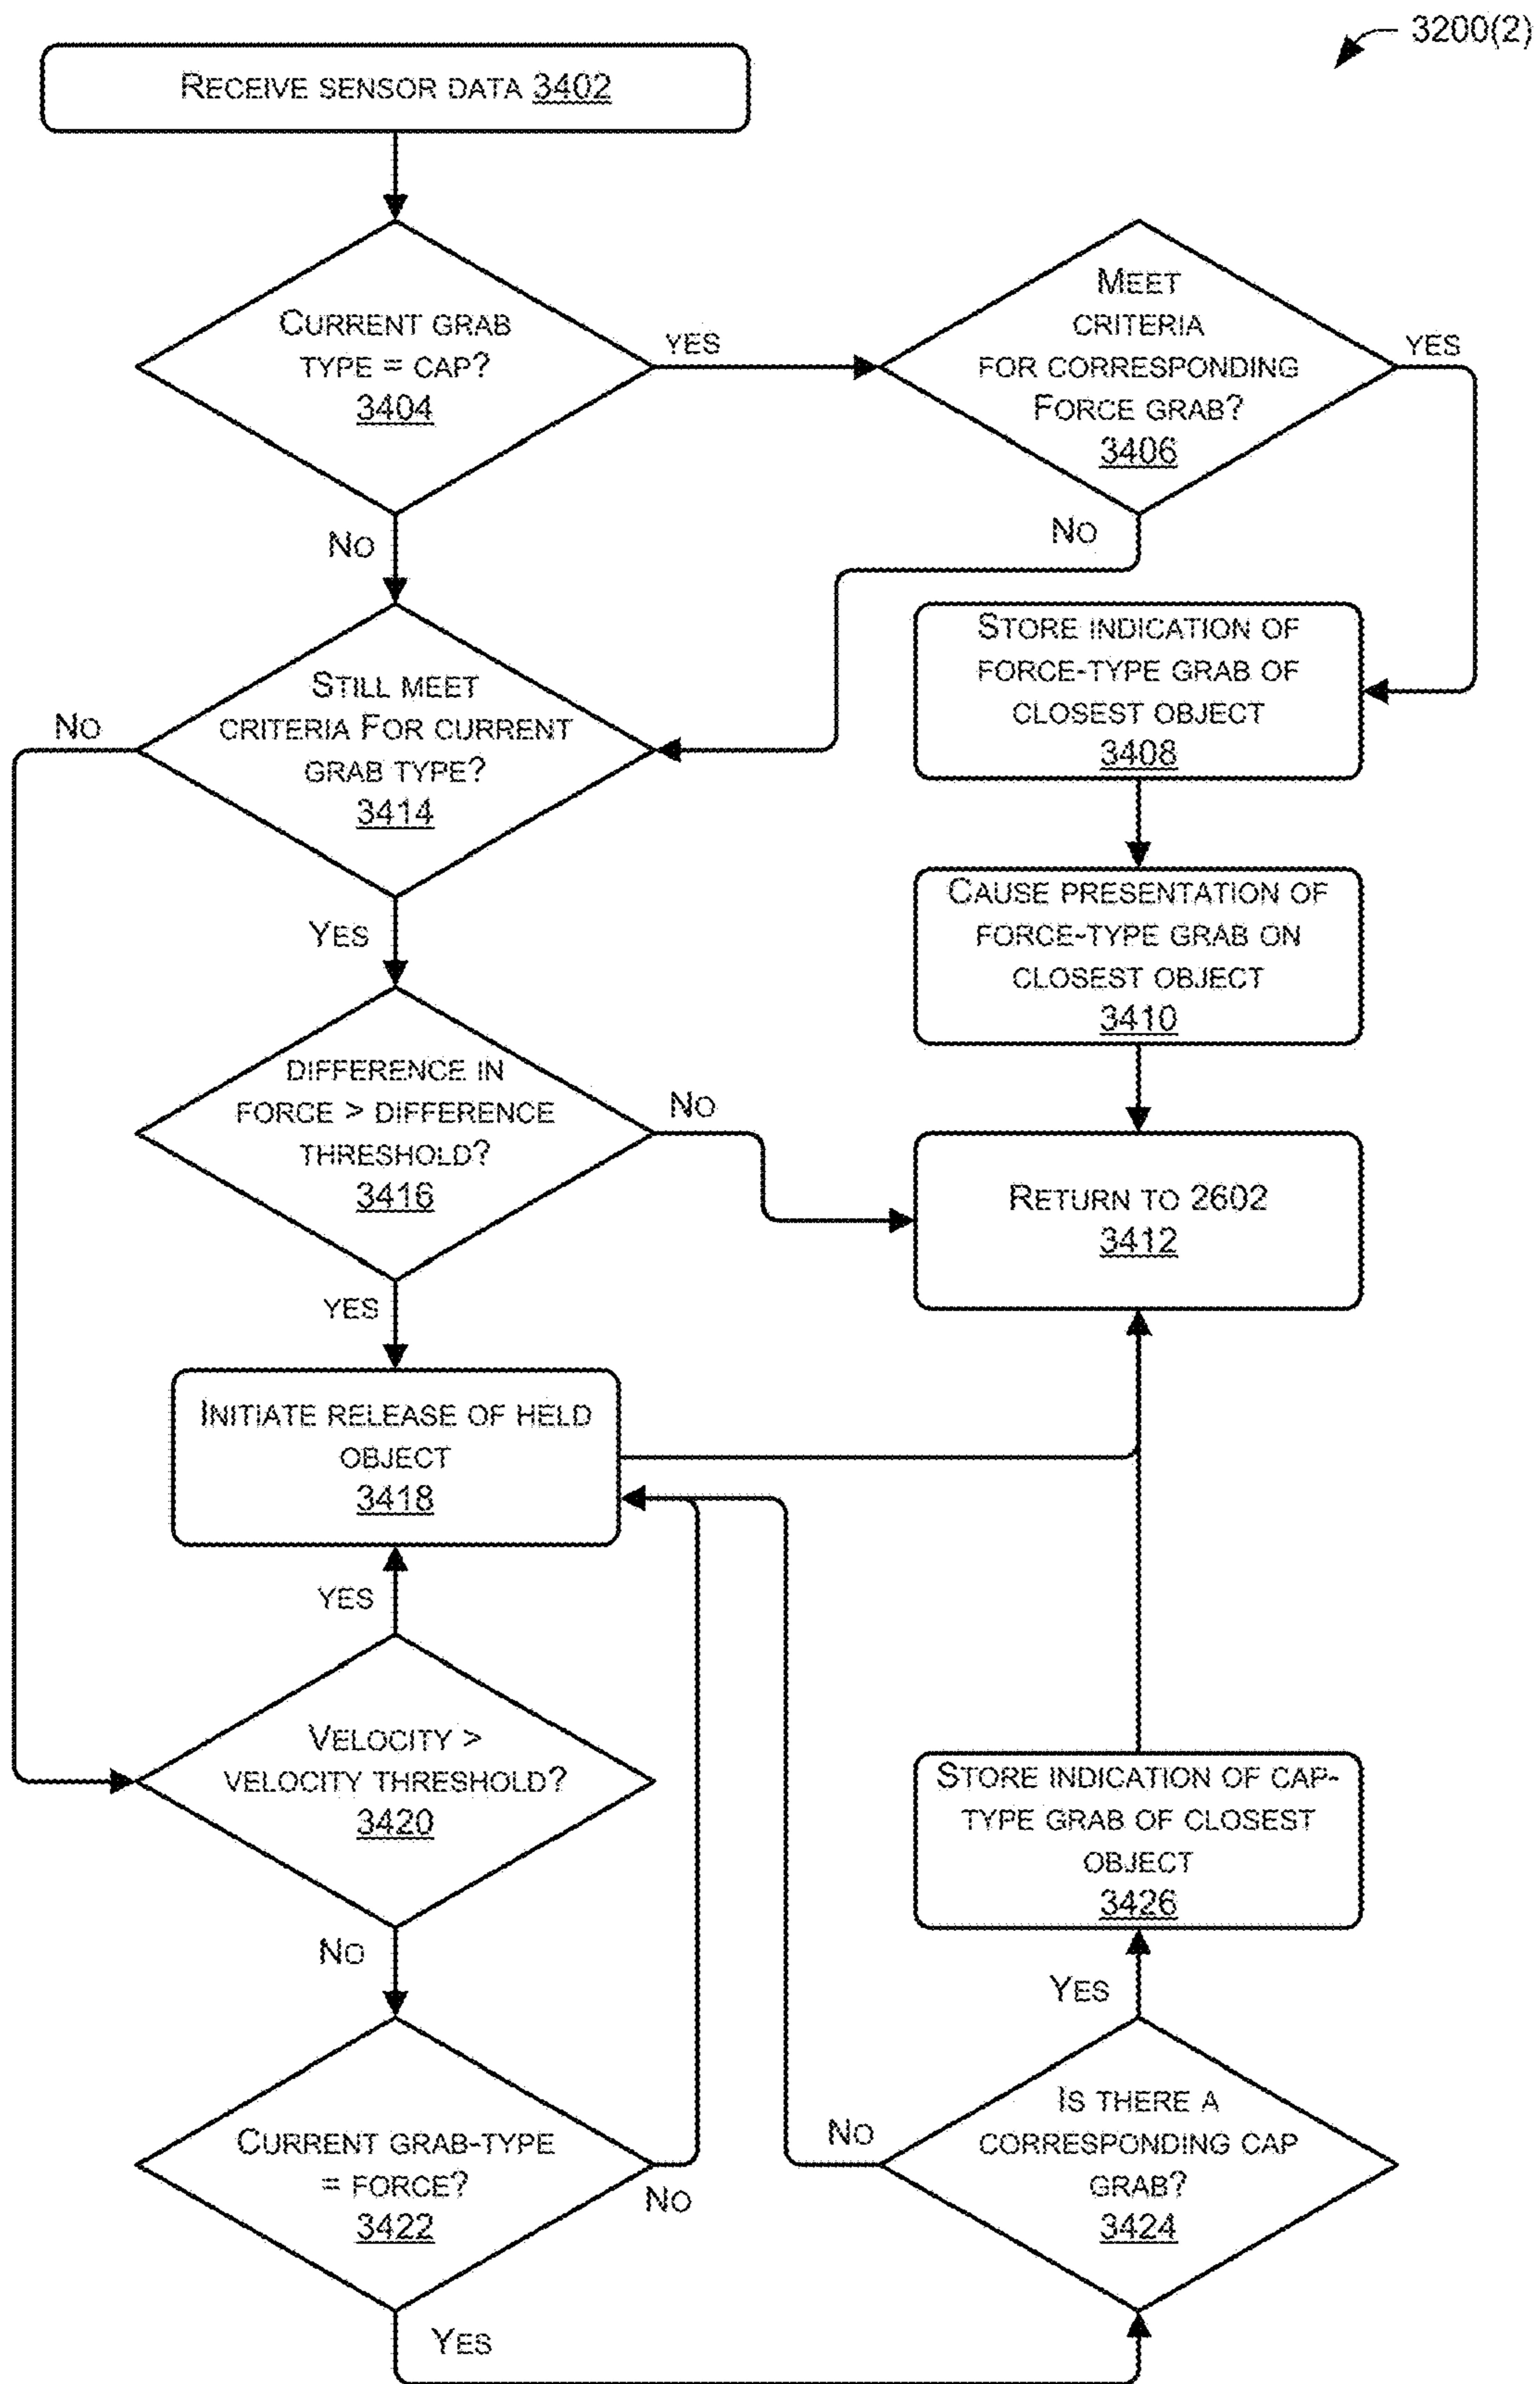 3200(2)
RECEIVE SENSOR DATA 3402
CURRENT GRAB
TYPE = CAP?
3404
YES
MEET
CRITERIA
FOR CORRESPONDING
FORCE GRAB?
3406
YES
NO
NO
STORE INDICATION OF
FORCE-TYPE GRAB OF
CLOSEST OBJECT
3408
STILL MEET
CRITERIA FOR CURRENT
GRAB TYPE?
3414
NO
YES
CAUSE PRESENTATION OF
FORCE-TYPE GRAB ON
CLOSEST OBJECT
3410
DIFFERENCE IN
FORCE > DIFFERENCE
THRESHOLD?
3416
NO
YES
RETURN TO 2602
3412
INITIATE RELEASE OF HELD
OBJECT
3418
YES
VELOCITY >
VELOCITY THRESHOLD?
3420
NO
STORE INDICATION OF CAP-
TYPE GRAB OF CLOSEST
OBJECT
3426
YES
CURRENT GRAB-TYPE
= FORCE?
3422
NO
YES
IS THERE A
CORRESPONDING CAP
GRAB?
3424
NO